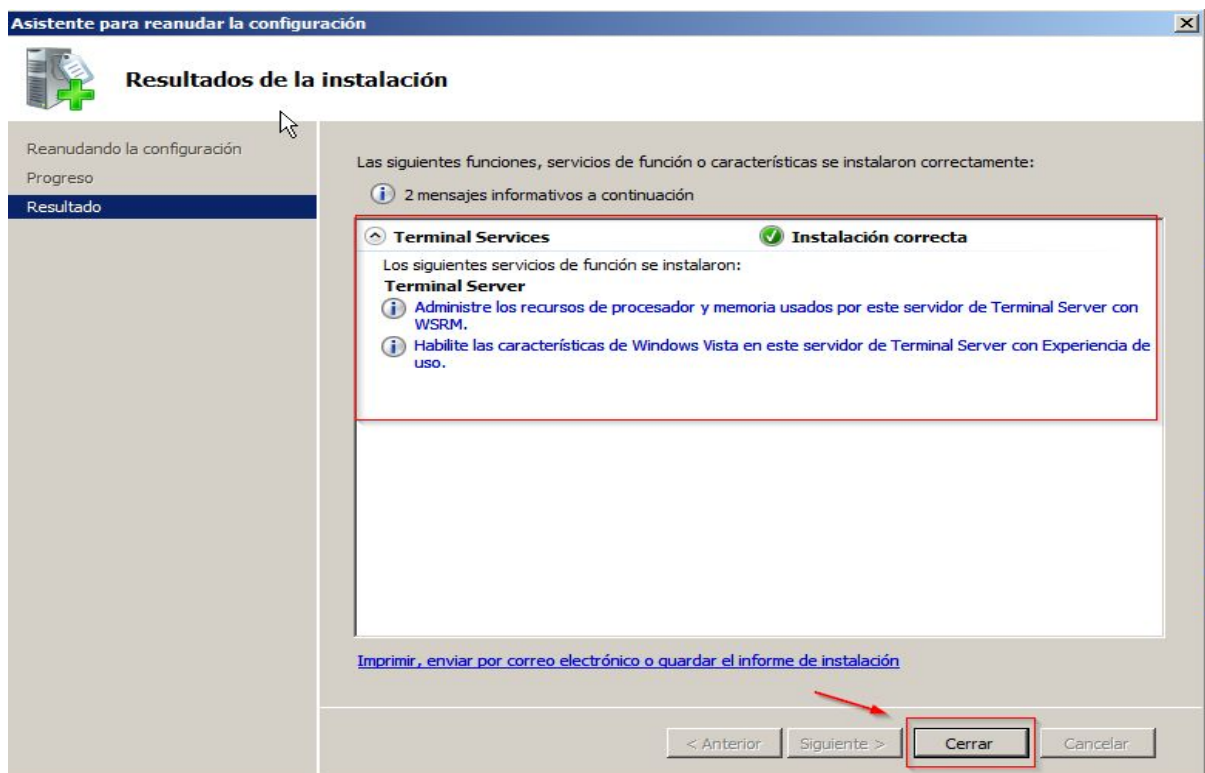 Asistente para reanudar la configuración
Resultados de la instalación
Reanudando la configuración
Progreso
Resultado
Las siguientes funciones, servicios de función o características se instalaron correctamente:
2 mensajes informativos a continuación
Terminal Services
Instalación correcta
Los siguientes servicios de función se instalaron:
Terminal Server
Administre los recursos de procesador y memoria usados por este servidor de Terminal Server con
WSRM.
Habilite las características de Windows Vista en este servidor de Terminal Server con Experiencia de
uso.
Imprimir, enviar por correo electrónico o guardar el informe de instalación
< Anterior
Siguiente >
Cerrar
Cancelar